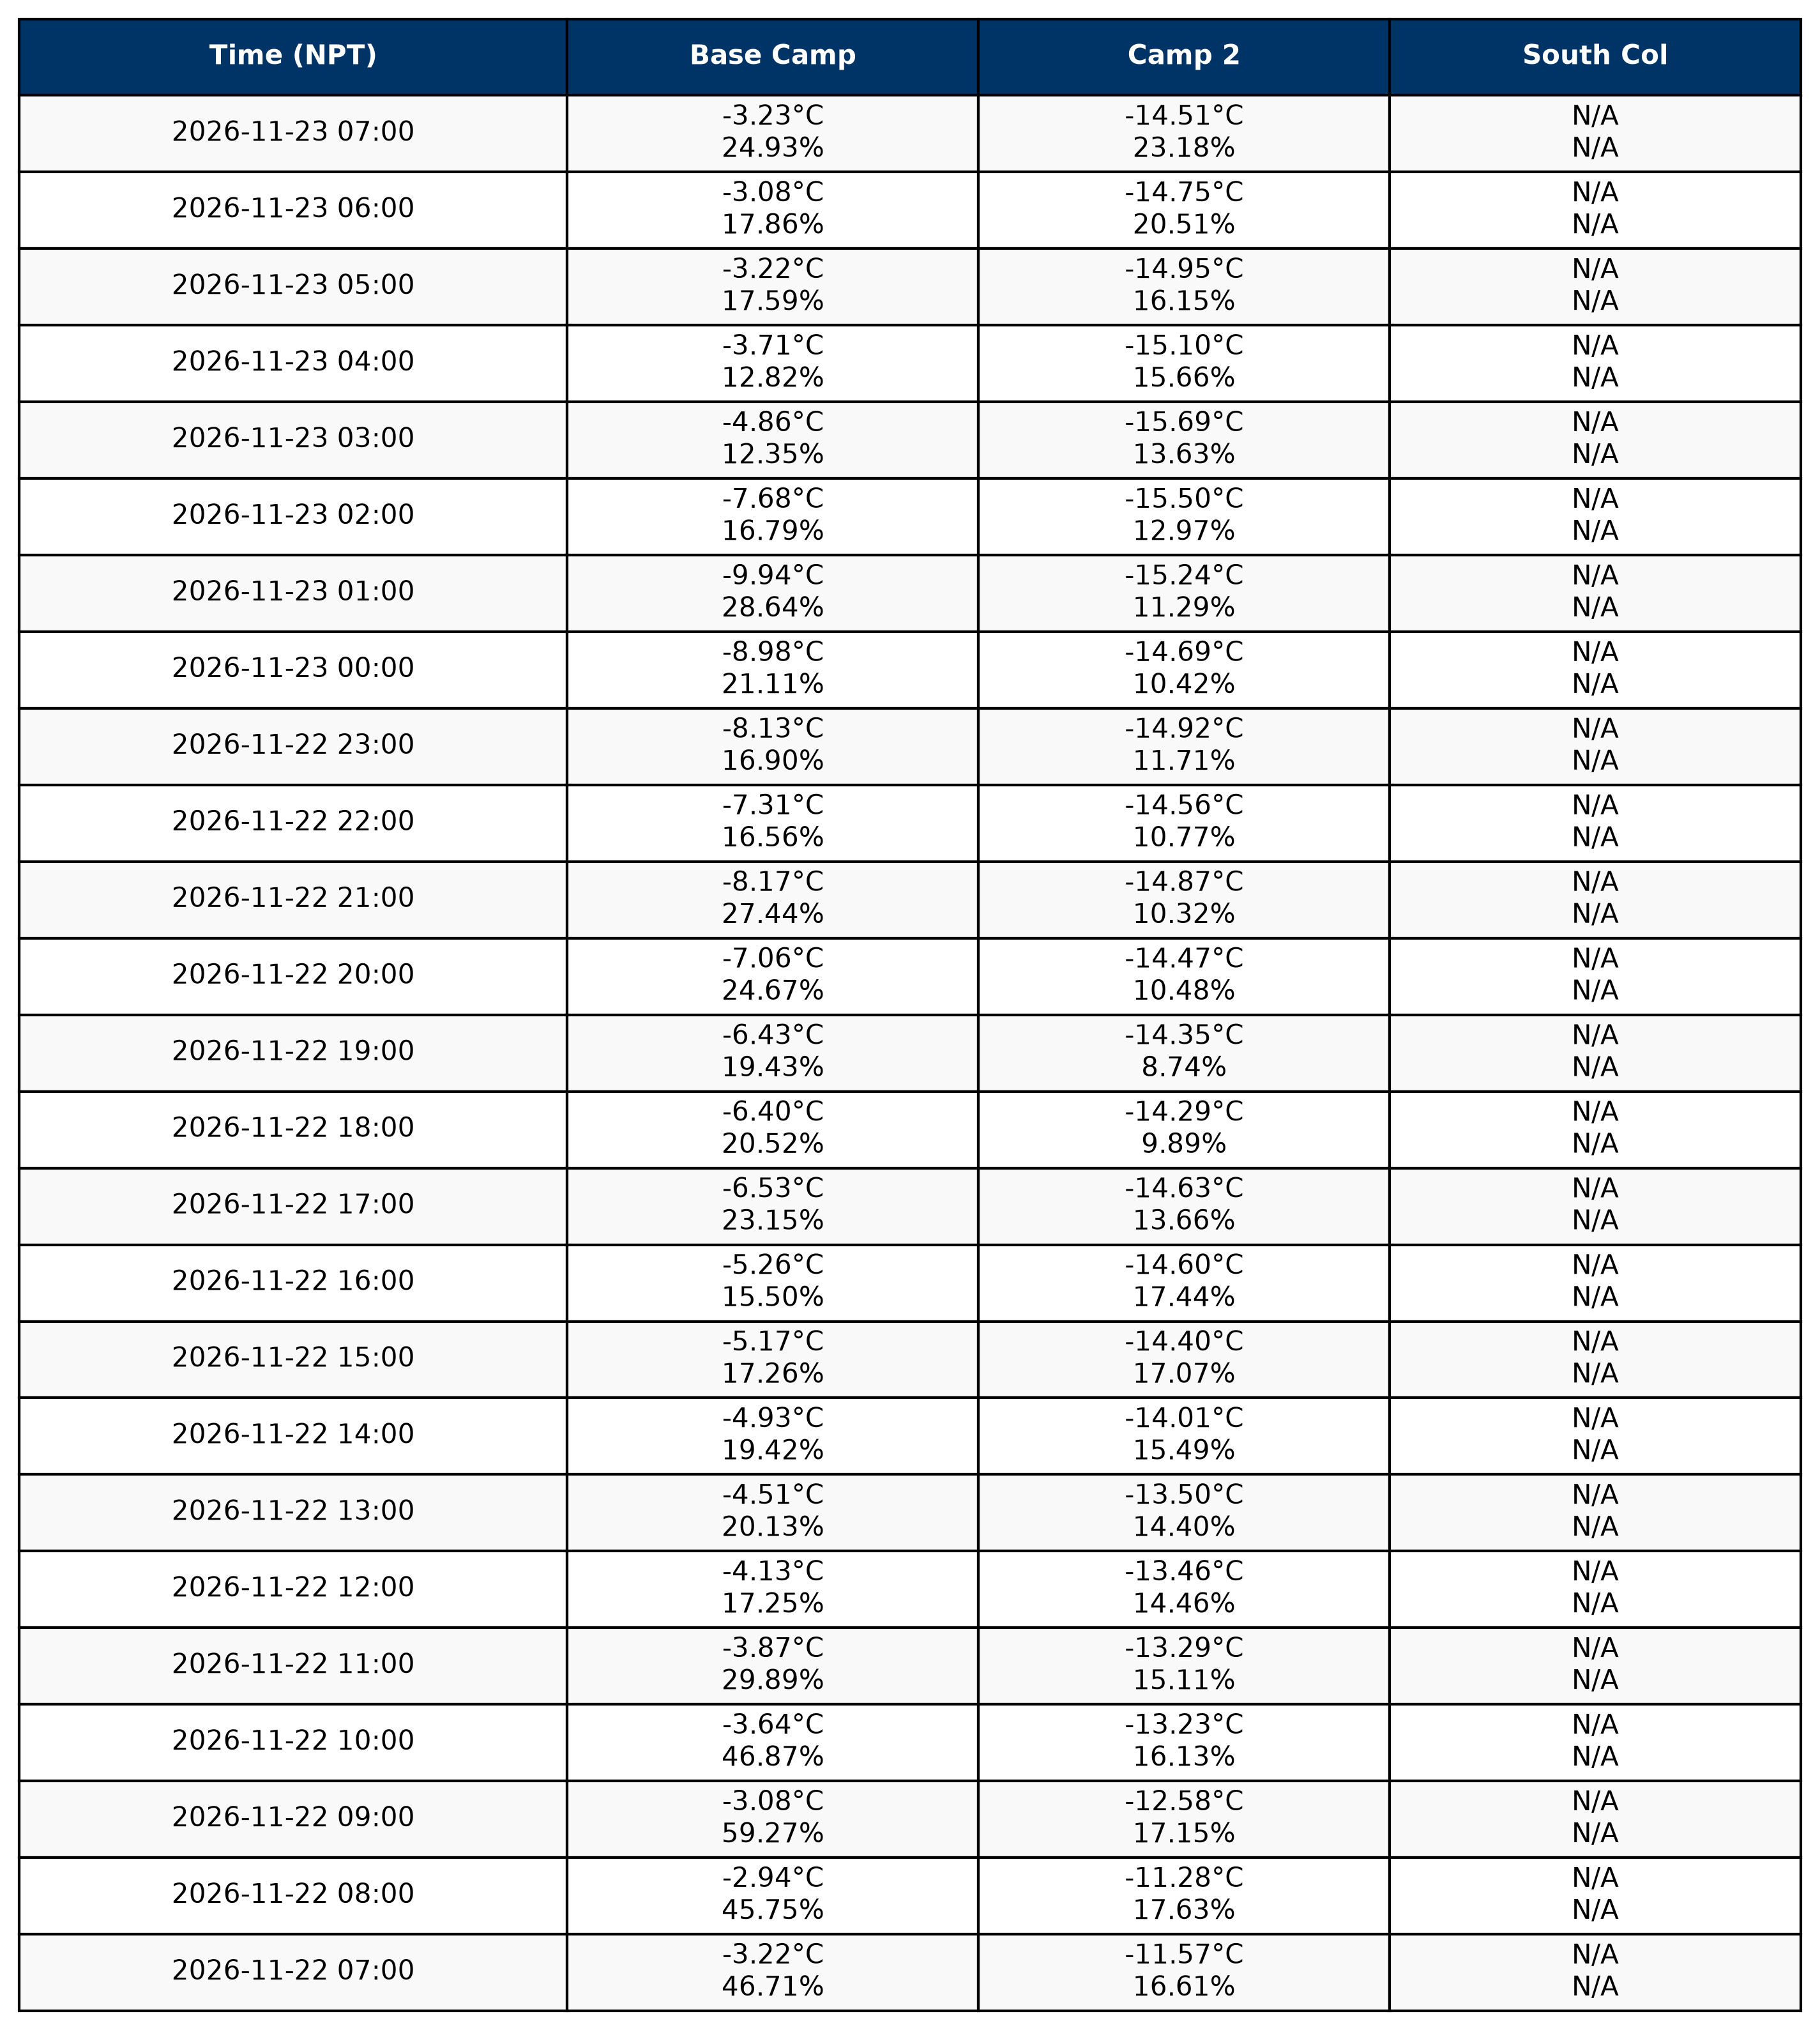 Time (NPT) Base Camp Camp 2 South Col
2026-11-23 07:00 -3.23°C -14.51°C N/A
24.93% 23.18% N/A
2026-11-23 06:00 -3.08°C -14.75°C N/A
17.86% 20.51% N/A
2026-11-23 05:00 -3.22°C -14.95°C N/A
17.59% 16.15% N/A
2026-11-23 04:00 -3.71°C -15.10°C N/A
12.82% 15.66% N/A
2026-11-23 03:00 -4.86°C -15.69°C N/A
12.35% 13.63% N/A
2026-11-23 02:00 -7.68°C -15.50°C N/A
16.79% 12.97% N/A
2026-11-23 01:00 -9.94°C -15.24°C N/A
28.64% 11.29% N/A
2026-11-23 00:00 -8.98°C -14.69°C N/A
21.11% 10.42% N/A
2026-11-22 23:00 -8.13°C -14.92°C N/A
16.90% 11.71% N/A
2026-11-22 22:00 -7.31°C -14.56°C N/A
16.56% 10.77% N/A
2026-11-22 21:00 -8.17°C -14.87°C N/A
27.44% 10.32% N/A
2026-11-22 20:00 -7.06°C -14.47°C N/A
24.67% 10.48% N/A
2026-11-22 19:00 -6.43°C -14.35°C N/A
19.43% 8.74% N/A
2026-11-22 18:00 -6.40°C -14.29°C N/A
20.52% 9.89% N/A
2026-11-22 17:00 -6.53°C -14.63°C N/A
23.15% 13.66% N/A
2026-11-22 16:00 -5.26°C -14.60°C N/A
15.50% 17.44% N/A
2026-11-22 15:00 -5.17°C -14.40°C N/A
17.26% 17.07% N/A
2026-11-22 14:00 -4.93°C -14.01°C N/A
19.42% 15.49% N/A
2026-11-22 13:00 -4.51°C -13.50°C N/A
20.13% 14.40% N/A
2026-11-22 12:00 -4.13°C -13.46°C N/A
17.25% 14.46% N/A
2026-11-22 11:00 -3.87°C -13.29°C N/A
29.89% 15.11% N/A
2026-11-22 10:00 -3.64°C -13.23°C N/A
46.87% 16.13% N/A
2026-11-22 09:00 -3.08°C -12.58°C N/A
59.27% 17.15% N/A
2026-11-22 08:00 -2.94°C -11.28°C N/A
45.75% 17.63% N/A
2026-11-22 07:00 -3.22°C -11.57°C N/A
46.71% 16.61% N/A